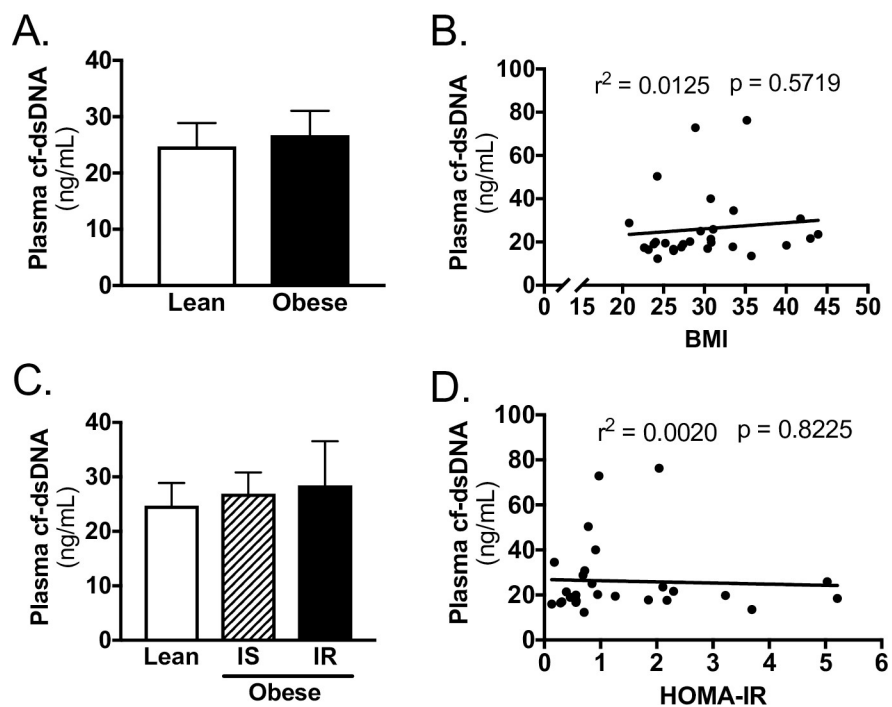 A.
Plasma cf-dsDNA
(ng/mL)
40
30
20
10
0
Lean
Obese
B.
Plasma cf-dsDNA
(ng/mL)
100
80
60
40
20
0
r² = 0.0125 p = 0.5719
0 15 20 25 30 35 40 45 50
BMI
C.
Plasma cf-dsDNA
(ng/mL)
40
30
20
10
0
Lean IS IR
Obese
D.
Plasma cf-dsDNA
(ng/mL)
100
80
60
40
20
0
r² = 0.0020 p = 0.8225
0 1 2 3 4 5 6
HOMA-IR